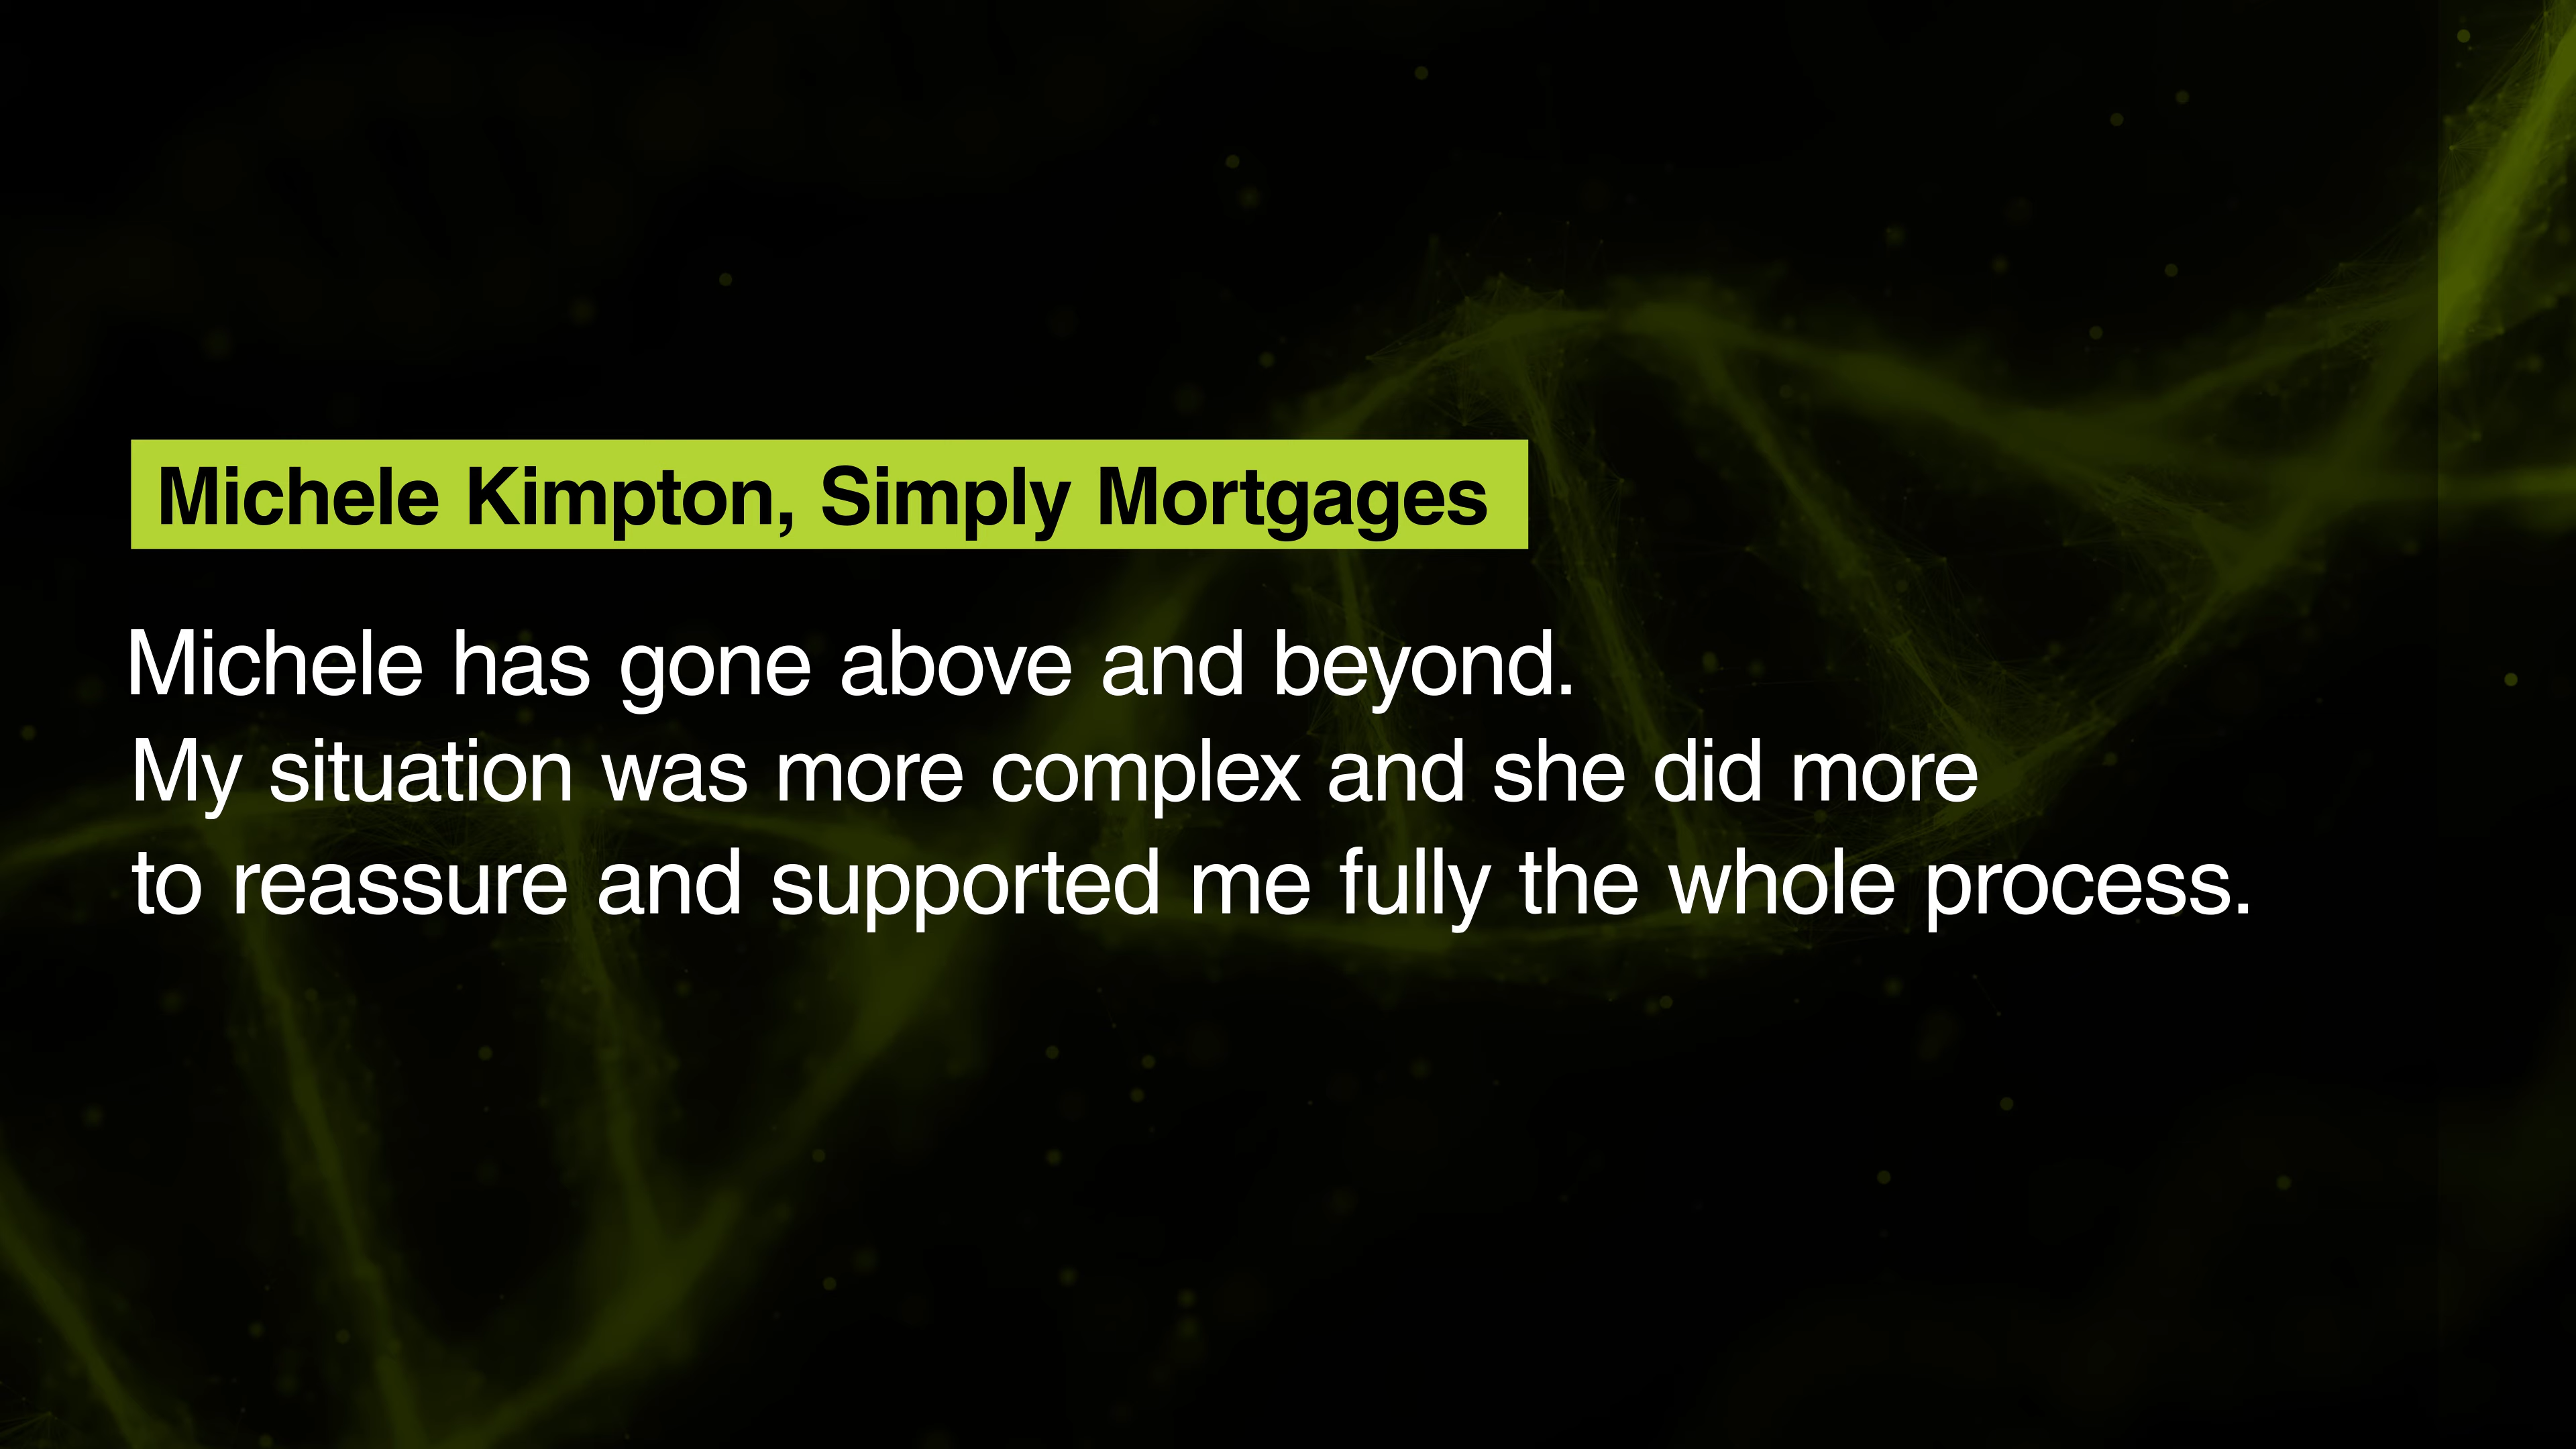 Michele Kimpton, Simply Mortgages
Michele has gone above and beyond.
My situation was more complex and she did more
to reassure and supported me fully the whole process.